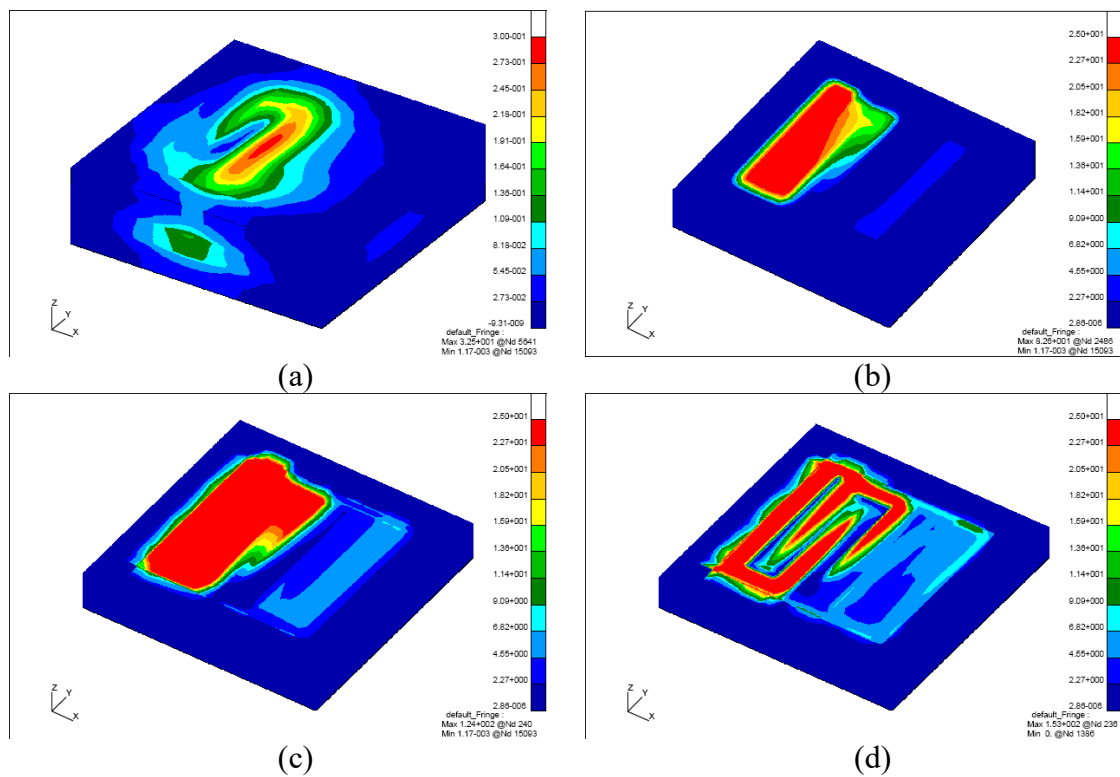 3.00-001
2.73-001
2.45-001
2.18-001
1.91-001
1.64-001
1.36-001
1.09-001
8.18-002
5.45-002
2.73-002
-9.31-009
Z
Y
X
default_Fringe :
Max 3.25+001 @Nd 5641
Min 1.17-003 @Nd 15093
(a)
2.50+001
2.27+001
2.05+001
1.82+001
1.59+001
1.36+001
1.14+001
9.09+000
6.82+000
4.55+000
2.27+000
2.86-006
Z
Y
X
default_Fringe :
Max 8.26+001 @Nd 2486
Min 1.17-003 @Nd 15093
(b)
2.50+001
2.27+001
2.05+001
1.82+001
1.59+001
1.36+001
1.14+001
9.09+000
6.82+000
4.55+000
2.27+000
2.86-006
Z
Y
X
default_Fringe :
Max 1.24+002 @Nd 240
Min 1.17-003 @Nd 15093
(c)
2.50+001
2.27+001
2.05+001
1.82+001
1.59+001
1.36+001
1.14+001
9.09+000
6.82+000
4.55+000
2.27+000
2.86-006
Z
Y
X
default_Fringe :
Max 1.53+002 @Nd 236
Min 0. @Nd 1386
(d)